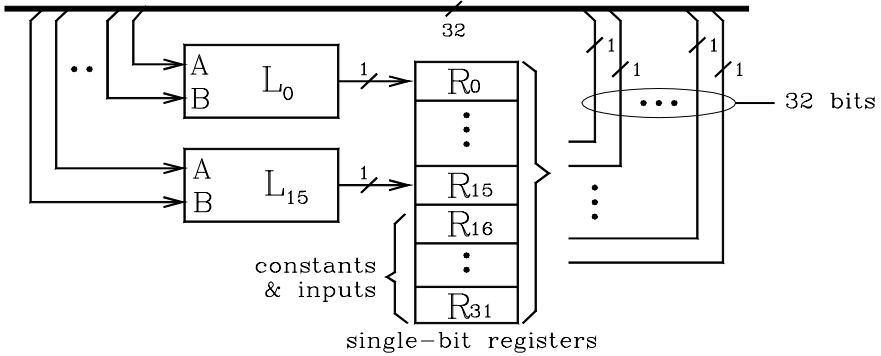 32
1
1
1
1
A
B
L0
1
R0
32 bits
A
B
L15
1
R15
R16
constants
& inputs
R31
single-bit registers